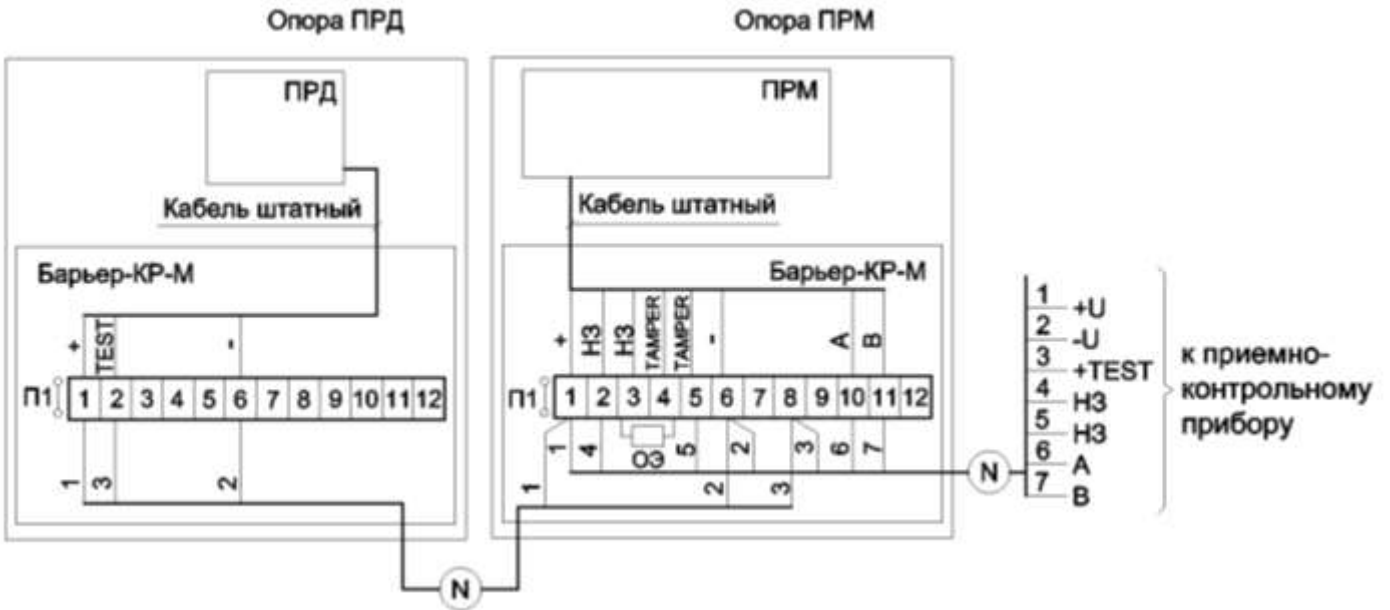 Опора ПРД
Опора ПРМ
ПРД
ПРМ
Кабель штатный
Кабель штатный
Барьер-КР-М
Барьер-КР-М
+ TEST -
+ НЗ НЗ TAMPER TAMPER - A B
П1 1 2 3 4 5 6 7 8 9 10 11 12
П1 1 2 3 4 5 6 7 8 9 10 11 12
1 3 2
1 4 ОЭ 5 2 3 6 7
1 2 3
N
N
1 +U
2 -U
3 +TEST
4 НЗ
5 НЗ
6 A
7 B
к приемно-
контрольному
прибору